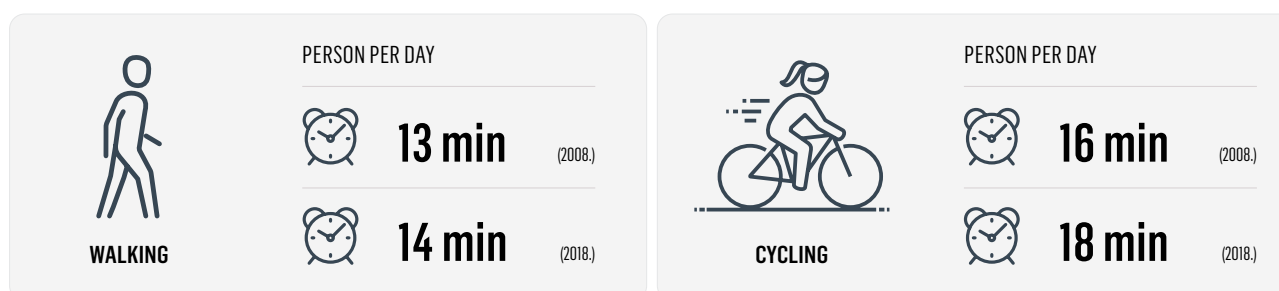 PERSON PER DAY
13 min (2008.)
14 min (2018.)
WALKING
PERSON PER DAY
16 min (2008.)
18 min (2018.)
CYCLING